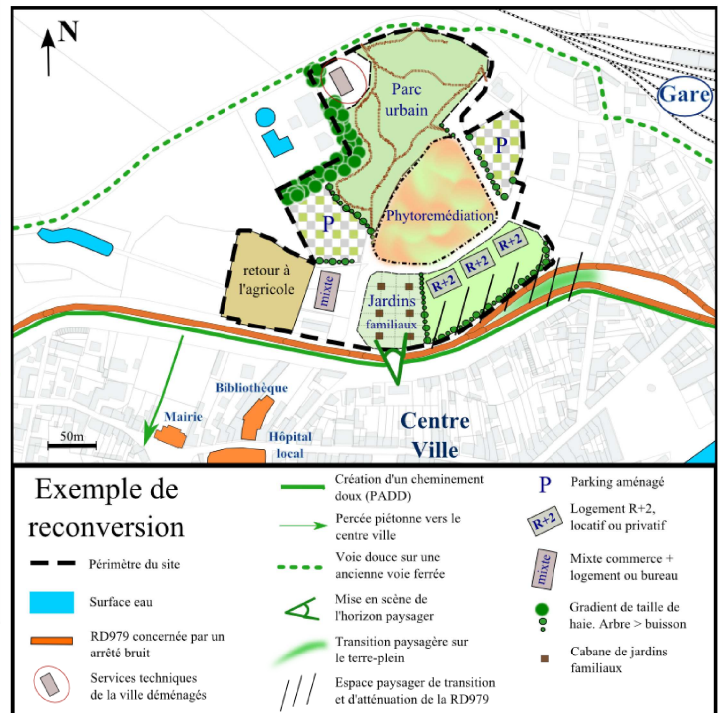 N
Gare
Parc
urbain
P
Phytoremédiation
P
R+2
R+2
R+2
retour à
l'agricole
mixte
Jardins
familiaux
Bibliothèque
Mairie
Hôpital
local
Centre
Ville
50m
Exemple de
reconversion
Périmètre du site
Surface eau
RD979 concernée par un
arrêté bruit
Services techniques
de la ville déménagés
Création d'un cheminement
doux (PADD)
Percée piétonne vers le
centre ville
Voie douce sur une
ancienne voie ferrée
Mise en scène de
l'horizon paysager
Transition paysagère sur
le terre-plein
Espace paysager de transition
et d'atténuation de la RD979
P
Parking aménagé
R+2
Logement R+2,
locatif ou privatif
mixte
Mixte commerce +
logement ou bureau
Gradient de taille de
haie. Arbre > buisson
Cabane de jardins
familiaux